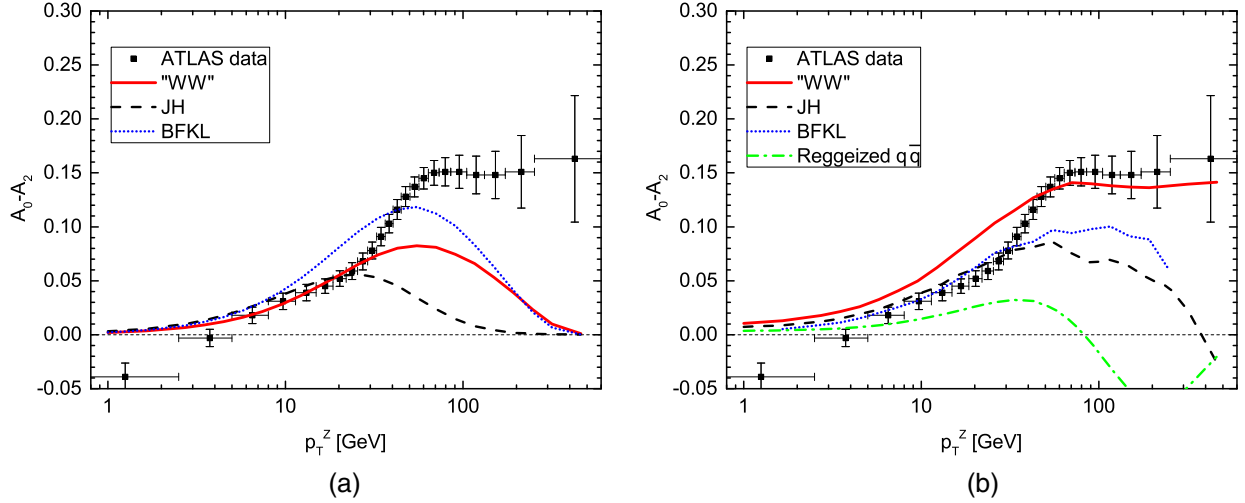 0.30
0.25
0.20
0.15
0.10
0.05
0.00
-0.05
A₀-A₂
ATLAS data
"WW"
JH
BFKL
1
10
100
p_T^Z [GeV]
(a)
0.30
0.25
0.20
0.15
0.10
0.05
0.00
-0.05
A₀-A₂
ATLAS data
"WW"
JH
BFKL
Reggeized qq̅
1
10
100
p_T^Z [GeV]
(b)